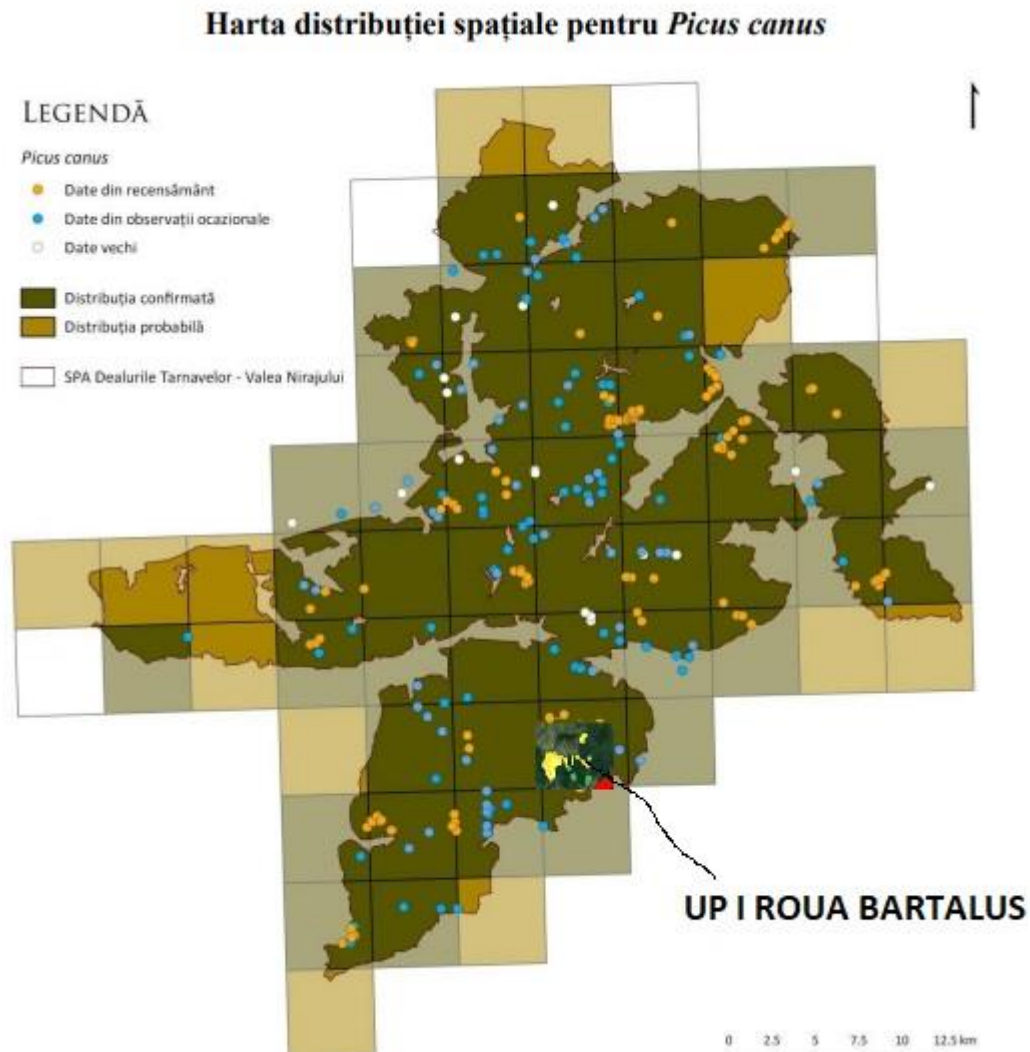 Harta distribuției spațiale pentru Picus canus
LEGENDĂ
Picus canus
Date din recensământ
Date din observații ocazionale
Date vechi
Distribuția confirmată
Distribuția probabilă
SPA Dealurile Tarnavelor - Valea Nirajului
UP I ROUA BARTALUS
0 2.5 5 7.5 10 12.5 km